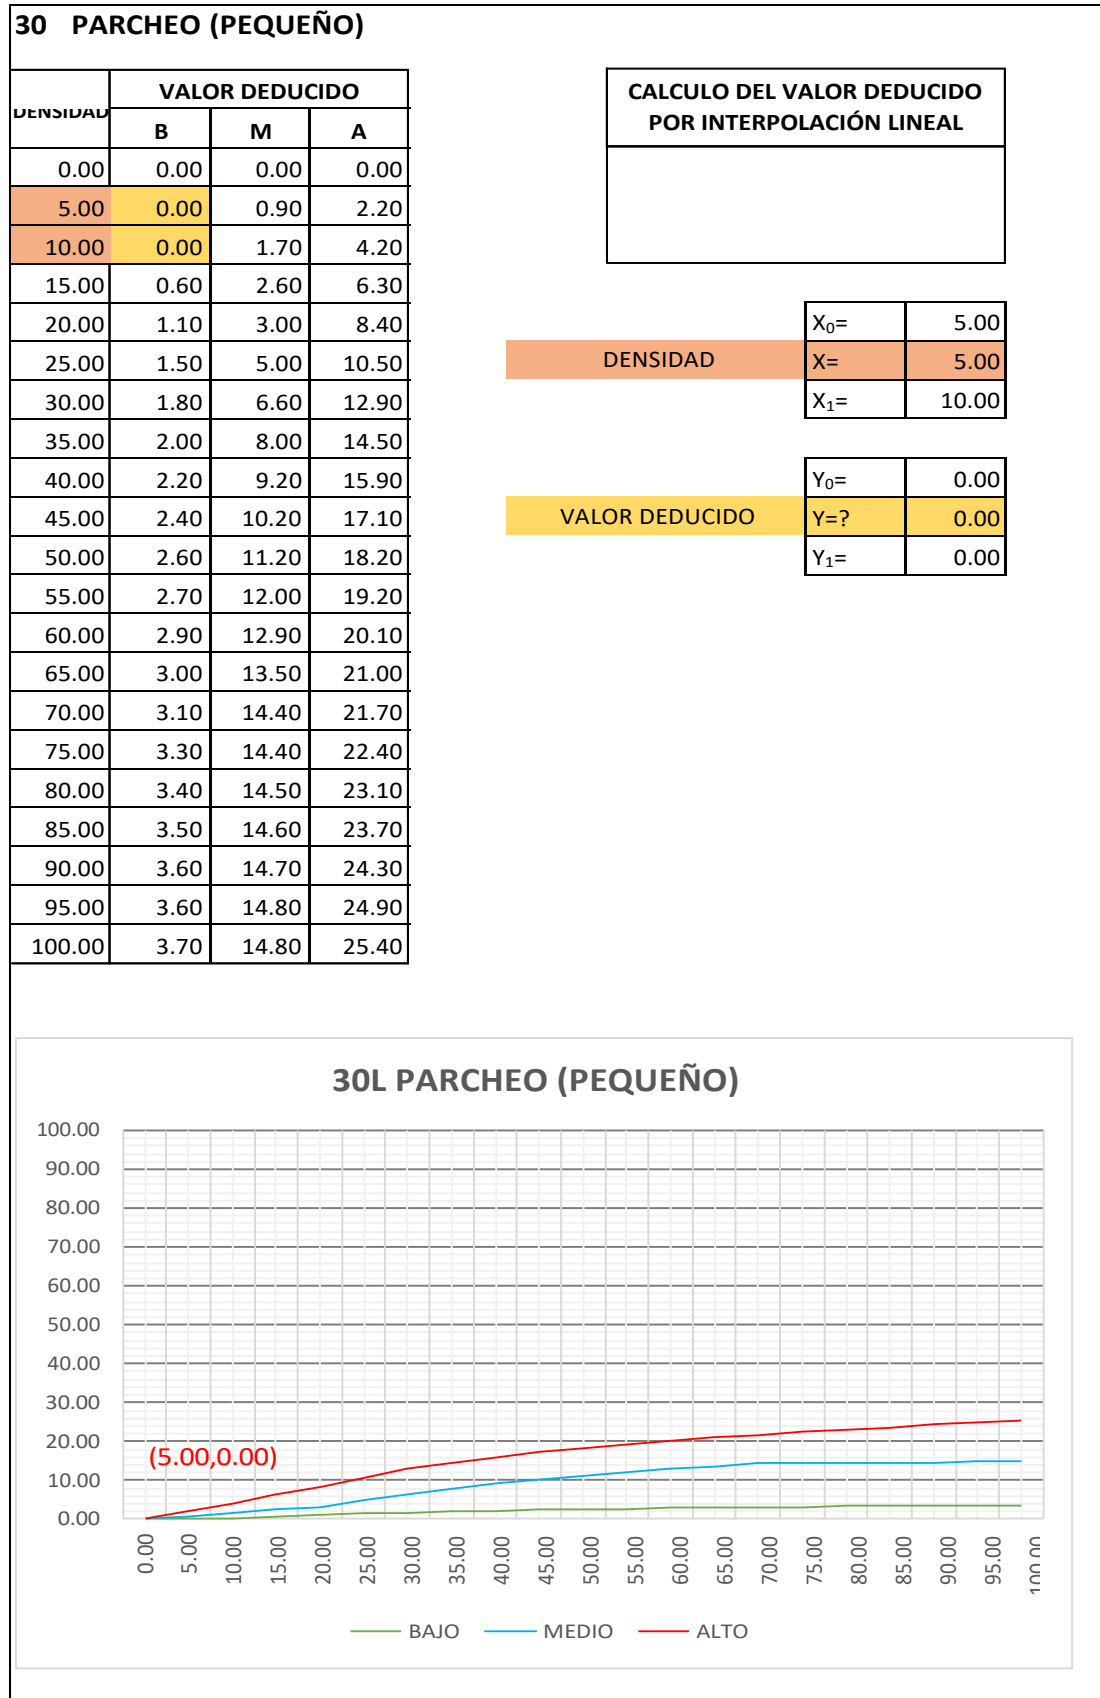 30 PARCHEO (PEQUEÑO)
DENSIDAD VALOR DEDUCIDO
B M A
0.00 0.00 0.00 0.00
5.00 0.00 0.90 2.20
10.00 0.00 1.70 4.20
15.00 0.60 2.60 6.30
20.00 1.10 3.00 8.40
25.00 1.50 5.00 10.50
30.00 1.80 6.60 12.90
35.00 2.00 8.00 14.50
40.00 2.20 9.20 15.90
45.00 2.40 10.20 17.10
50.00 2.60 11.20 18.20
55.00 2.70 12.00 19.20
60.00 2.90 12.90 20.10
65.00 3.00 13.50 21.00
70.00 3.10 14.40 21.70
75.00 3.30 14.40 22.40
80.00 3.40 14.50 23.10
85.00 3.50 14.60 23.70
90.00 3.60 14.70 24.30
95.00 3.60 14.80 24.90
100.00 3.70 14.80 25.40
CALCULO DEL VALOR DEDUCIDO
POR INTERPOLACIÓN LINEAL
X₀= 5.00
DENSIDAD X= 5.00
X₁= 10.00
Y₀= 0.00
VALOR DEDUCIDO Y=? 0.00
Y₁= 0.00
30L PARCHEO (PEQUEÑO)
100.00
90.00
80.00
70.00
60.00
50.00
40.00
30.00
20.00
(5.00,0.00)
10.00
0.00
0.00 5.00 10.00 15.00 20.00 25.00 30.00 35.00 40.00 45.00 50.00 55.00 60.00 65.00 70.00 75.00 80.00 85.00 90.00 95.00 100.00
BAJO MEDIO ALTO